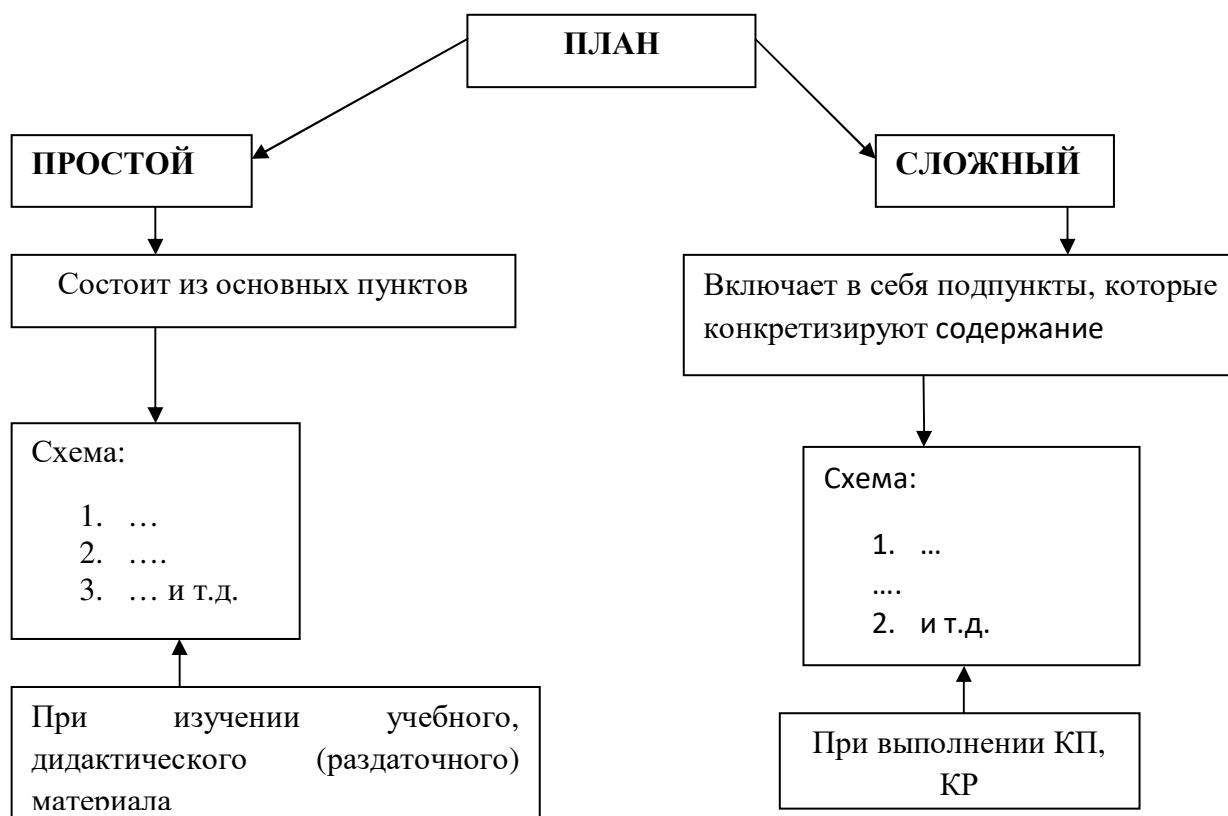 ПЛАН
ПРОСТОЙ
СЛОЖНЫЙ
Состоит из основных пунктов
Включает в себя подпункты, которые
конкретизируют содержание
Схема:
1. …
2. ….
3. … и т.д.
Схема:
1. …
….
2. и т.д.
При изучении учебного,
дидактического (раздаточного)
материала
При выполнении КП,
КР